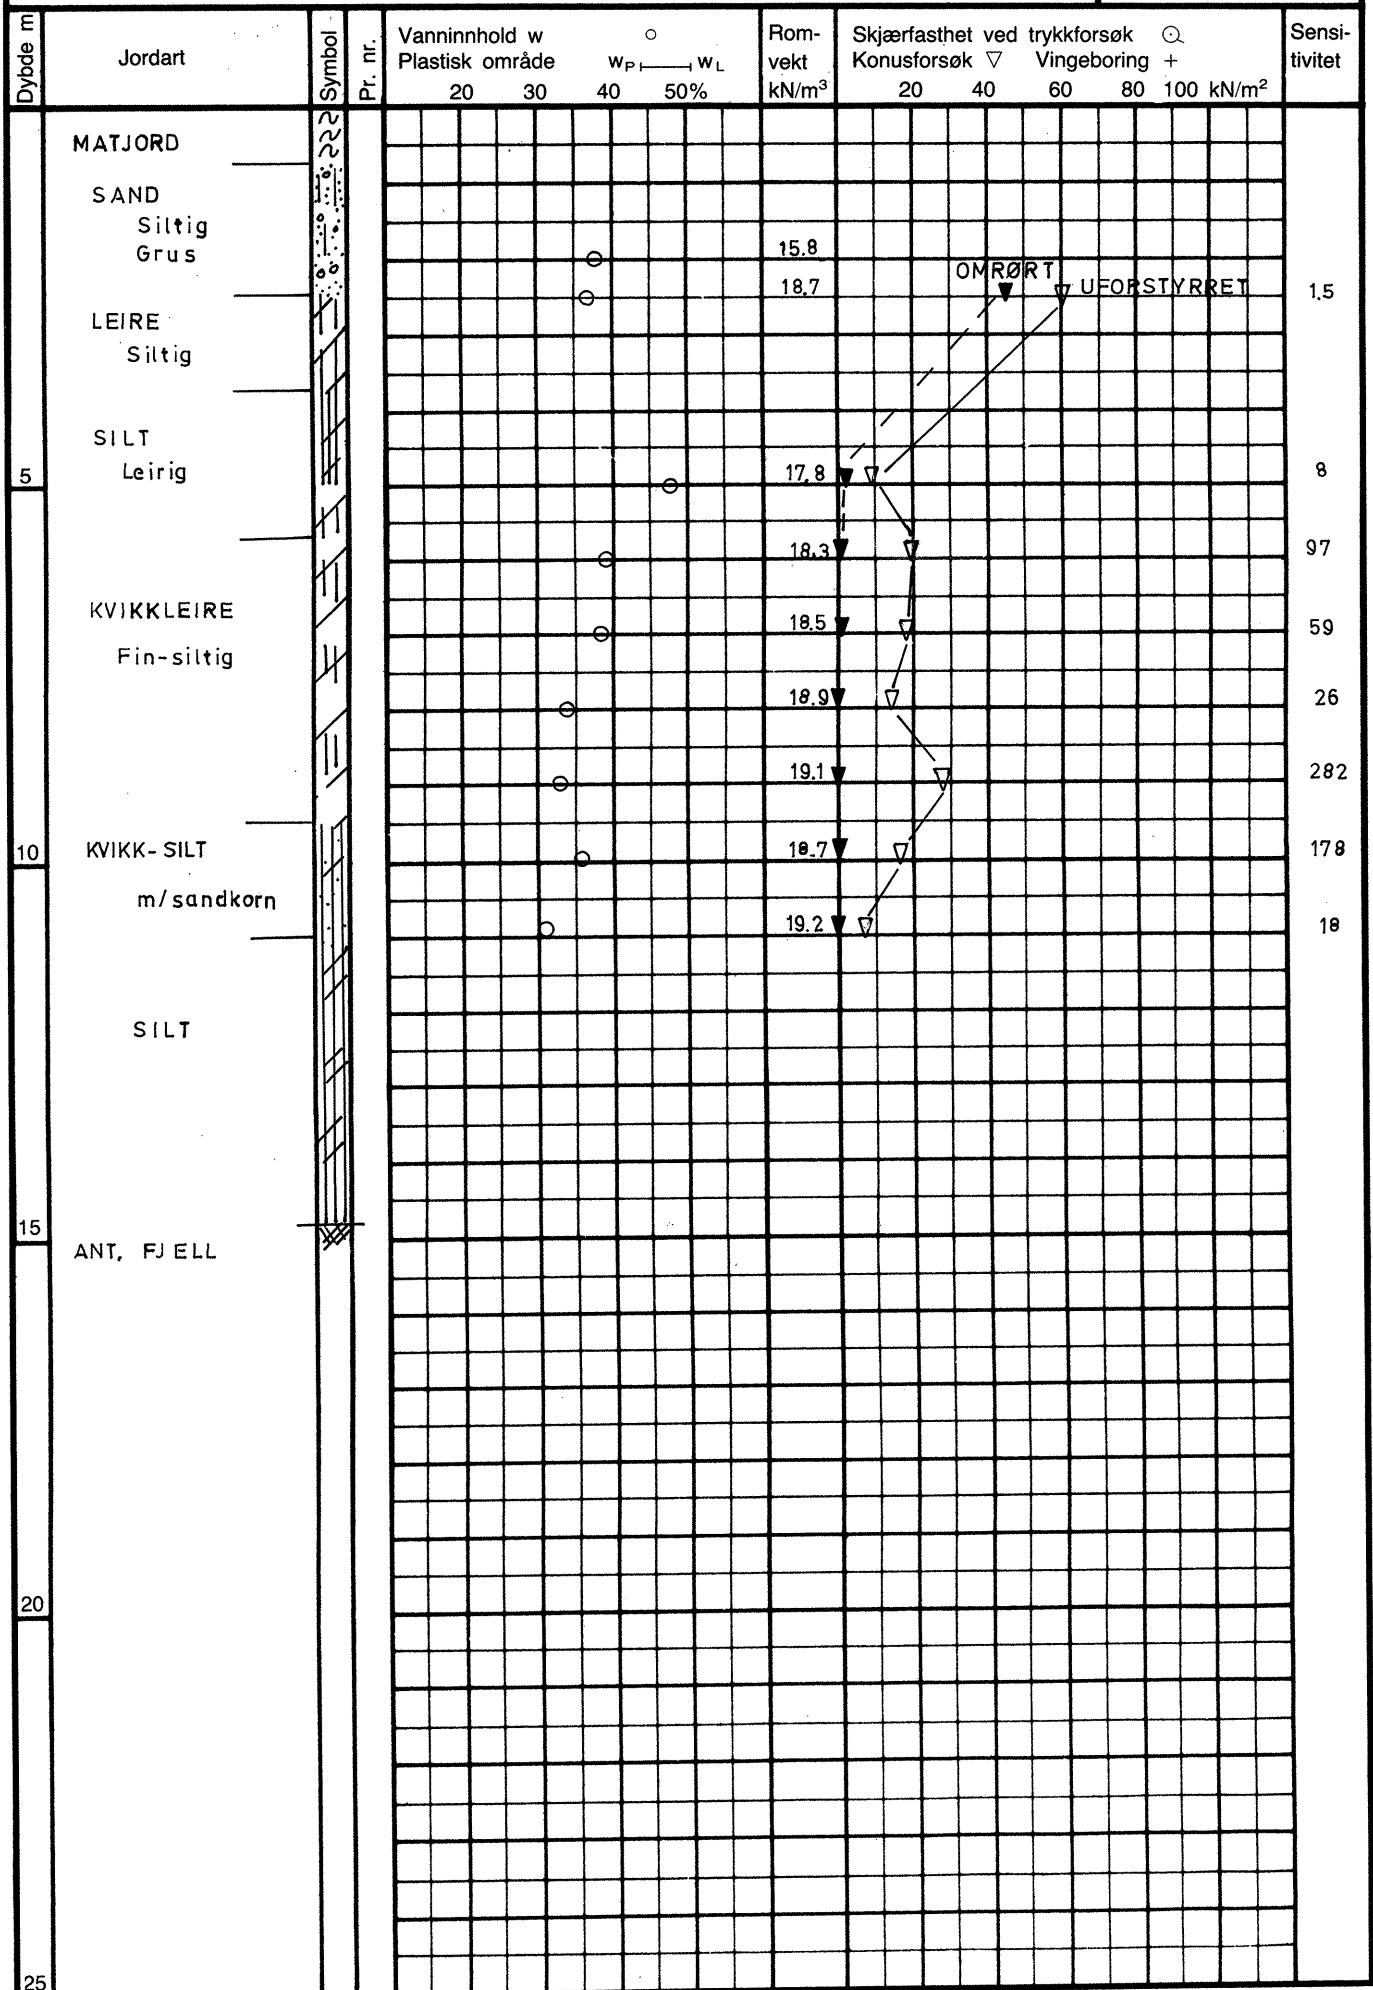 Dybde m
Jordart
Symbol
Pr. nr.
Vanninnhold w
Plastisk område wP wL
20 30 40 50%
Rom-
vekt
kN/m³
Skjærfasthet ved trykkforsøk
Konusforsøk ▽ Vingeboring +
20 40 60 80 100 kN/m²
Sensi-
tivitet
MATJORD
SAND
Siltig
Grus
15.8
OMRØRT
18.7 UFORSTYRRET 1,5
LEIRE
Siltig
SILT
Leirig
5 17,8 8
18.3 97
KVIKKLEIRE
18.5 59
Fin-siltig
18.9 26
19.1 282
10 KVIKK-SILT 18.7 178
m/sandkorn
19.2 18
SILT
15
ANT. FJELL
20
25